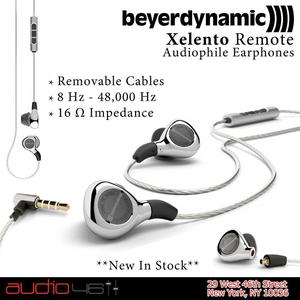 beyerdynamic
Xelento Remote
Audiophile Earphones
* Removable Cables
* 8 Hz - 48,000 Hz
* 16 Ω Impedance
**New In Stock**
audio46
29 West 46th Street
New York, NY 10036